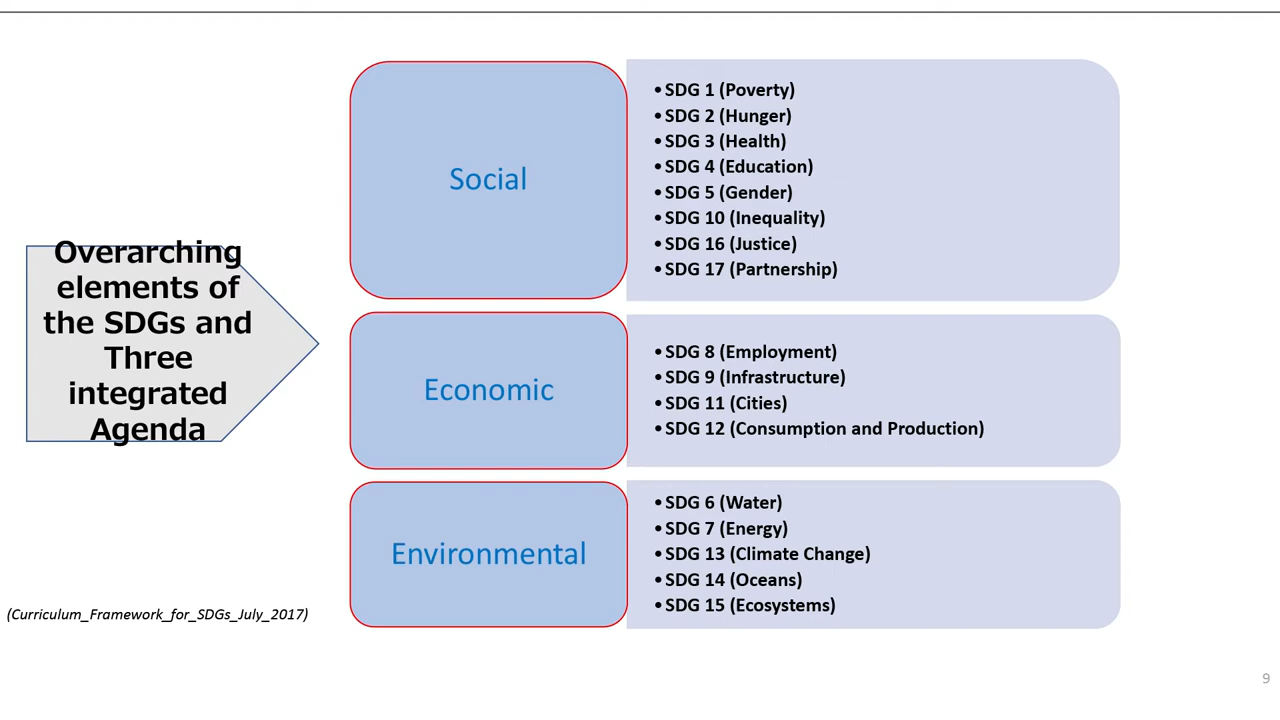 Overarching
elements of
the SDGs and
Three
integrated
Agenda
(Curriculum_Framework_for_SDGs_July_2017)
Social
•SDG 1 (Poverty)
•SDG 2 (Hunger)
•SDG 3 (Health)
•SDG 4 (Education)
•SDG 5 (Gender)
•SDG 10 (Inequality)
•SDG 16 (Justice)
•SDG 17 (Partnership)
Economic
•SDG 8 (Employment)
•SDG 9 (Infrastructure)
•SDG 11 (Cities)
•SDG 12 (Consumption and Production)
Environmental
•SDG 6 (Water)
•SDG 7 (Energy)
•SDG 13 (Climate Change)
•SDG 14 (Oceans)
•SDG 15 (Ecosystems)
9